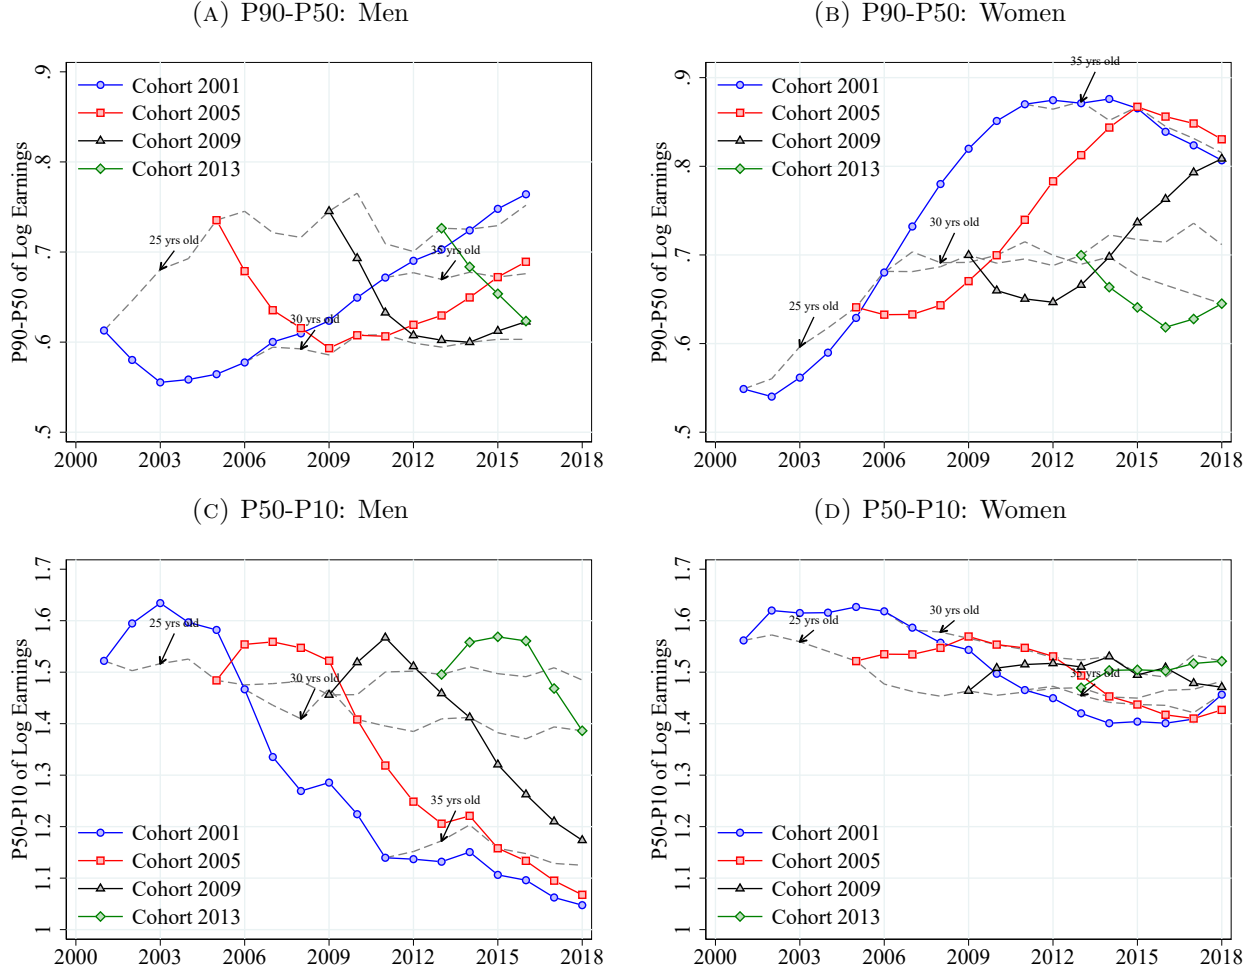 (A) P90-P50: Men
P90-P50 of Log Earnings
.5 .6 .7 .8 .9
Cohort 2001
Cohort 2005
Cohort 2009
Cohort 2013
25 yrs old
30 yrs old
35 yrs old
2000 2003 2006 2009 2012 2015 2018
(B) P90-P50: Women
P90-P50 of Log Earnings
.5 .6 .7 .8 .9
Cohort 2001
Cohort 2005
Cohort 2009
Cohort 2013
25 yrs old
30 yrs old
35 yrs old
2000 2003 2006 2009 2012 2015 2018
(C) P50-P10: Men
P50-P10 of Log Earnings
1 1.1 1.2 1.3 1.4 1.5 1.6 1.7
25 yrs old
30 yrs old
35 yrs old
Cohort 2001
Cohort 2005
Cohort 2009
Cohort 2013
2000 2003 2006 2009 2012 2015 2018
(D) P50-P10: Women
P50-P10 of Log Earnings
1 1.1 1.2 1.3 1.4 1.5 1.6 1.7
25 yrs old
30 yrs old
35 yrs old
Cohort 2001
Cohort 2005
Cohort 2009
Cohort 2013
2000 2003 2006 2009 2012 2015 2018